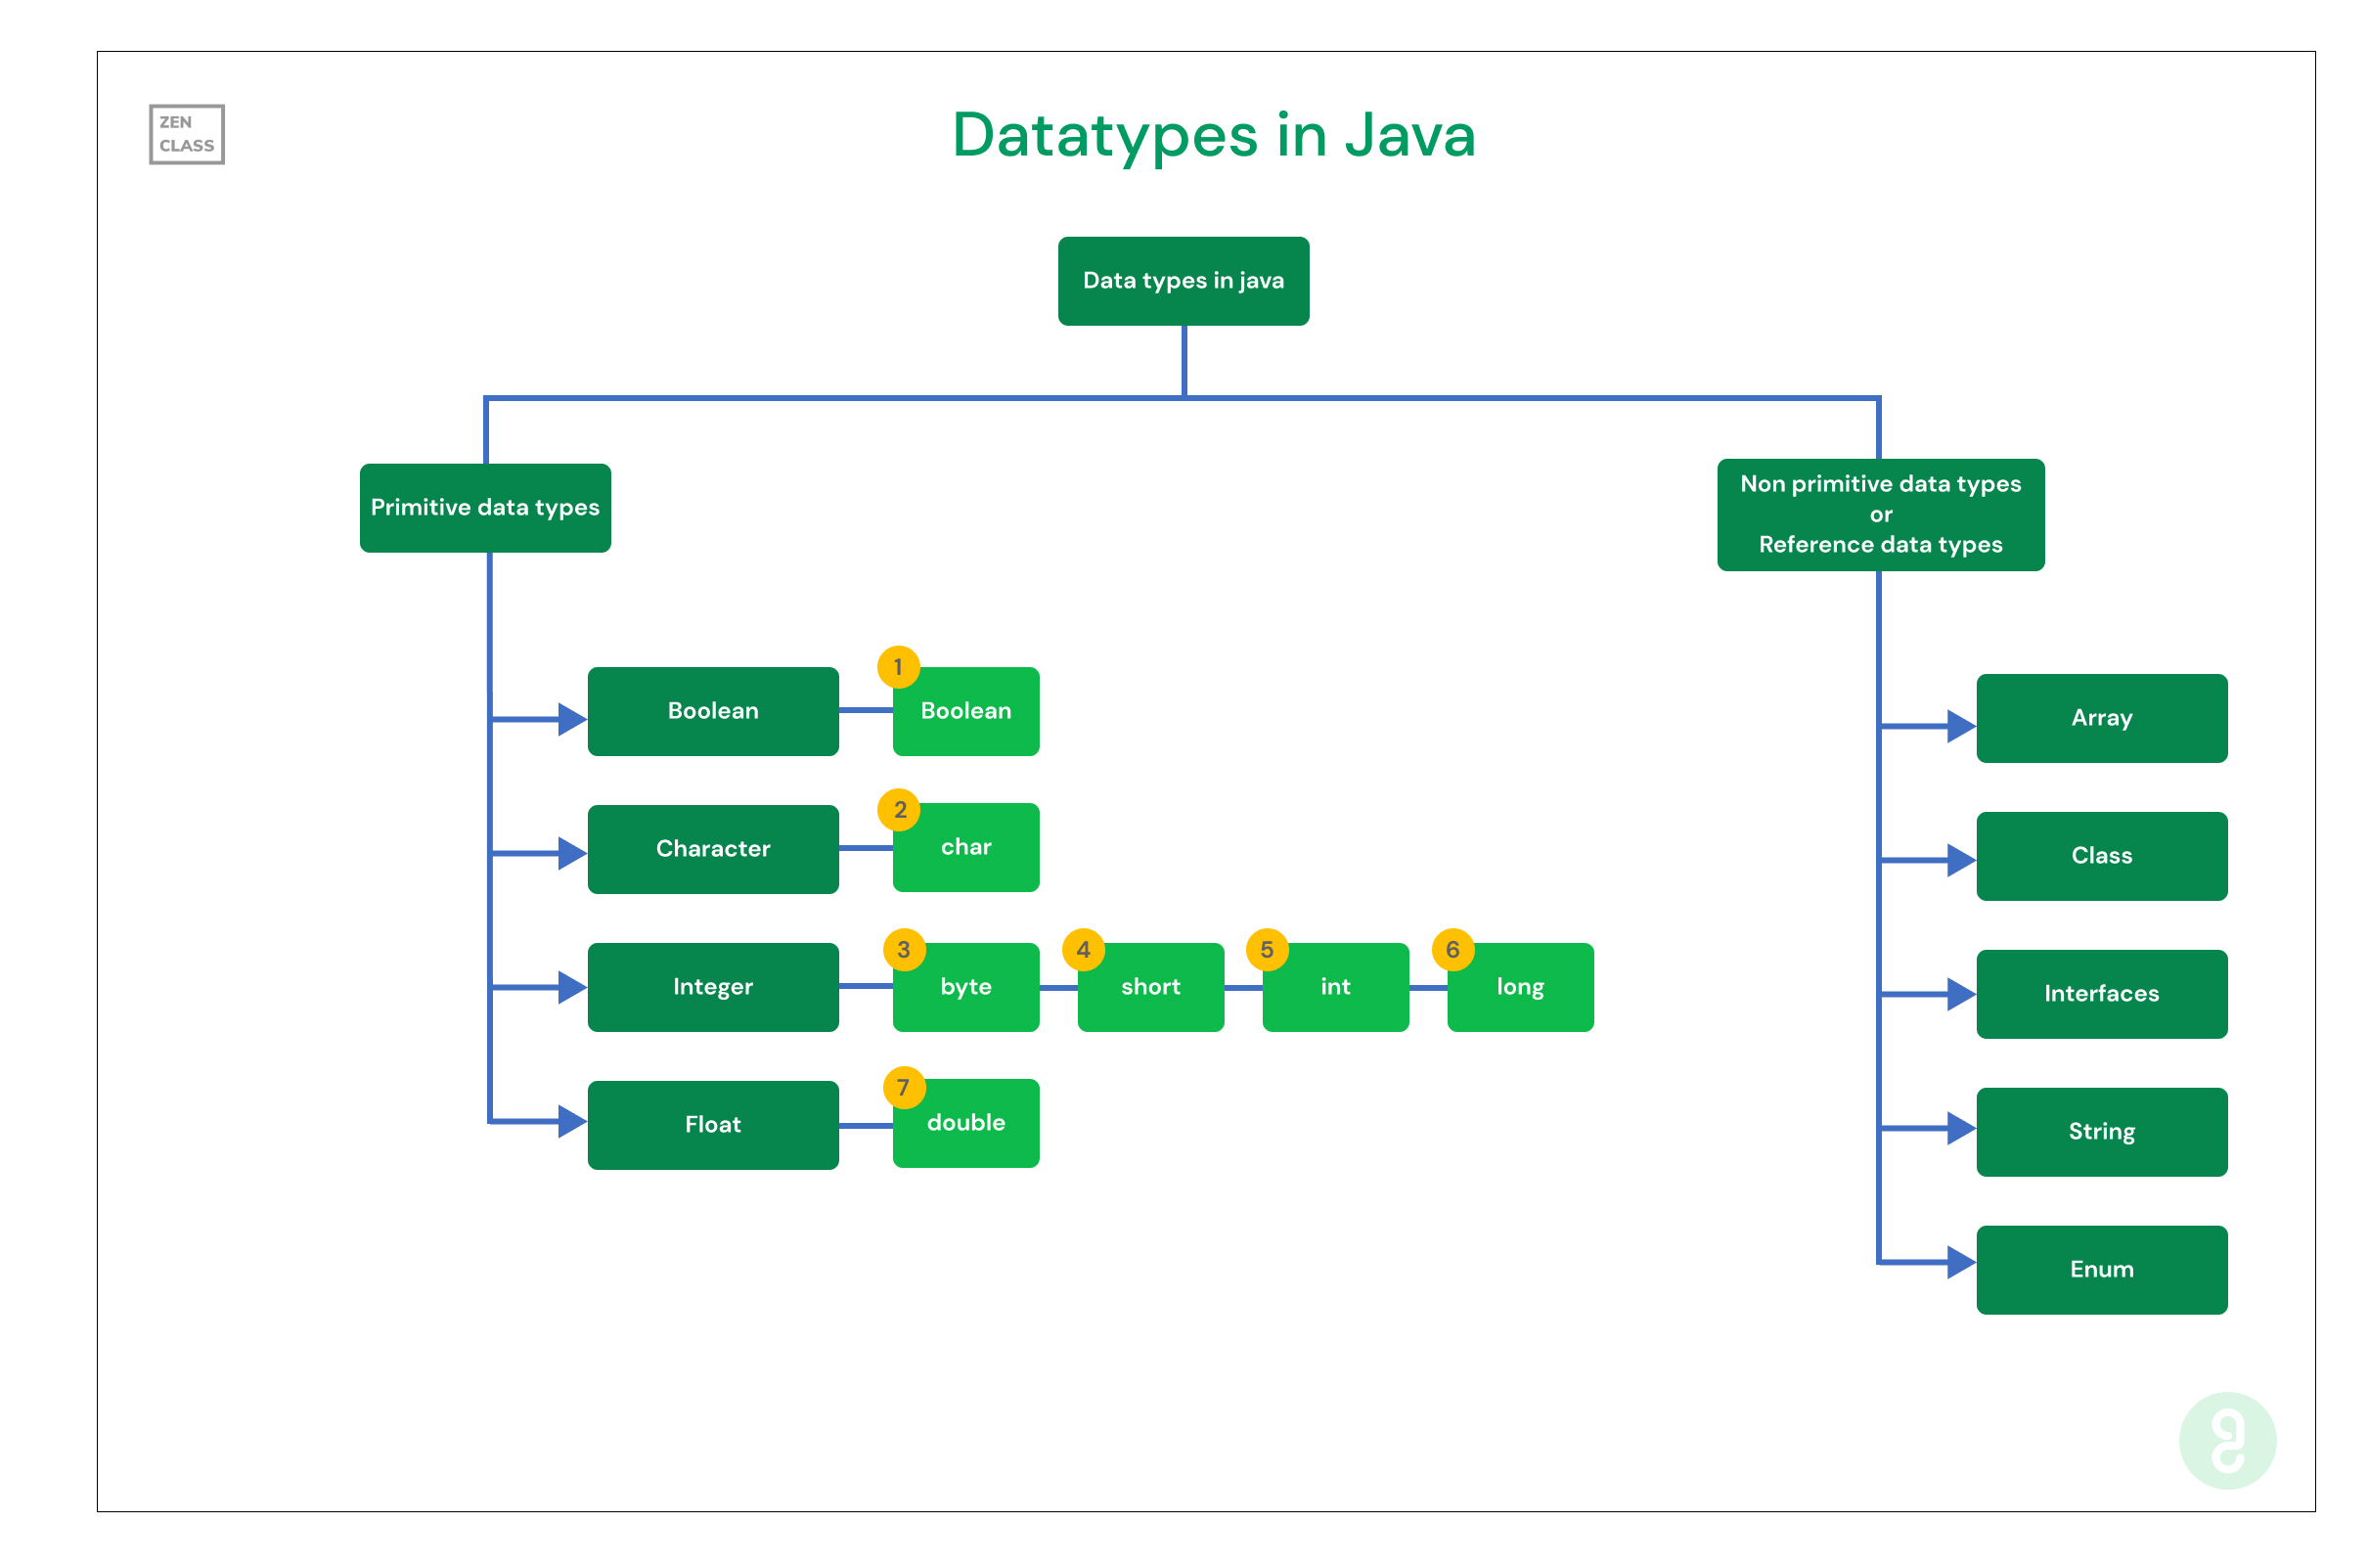 ZEN
CLASS
Datatypes in Java
Data types in java
Primitive data types
Non primitive data types
or
Reference data types
1
Boolean
Boolean
2
Character
char
3
4
5
6
Integer
byte
short
int
long
7
Float
double
Array
Class
Interfaces
String
Enum